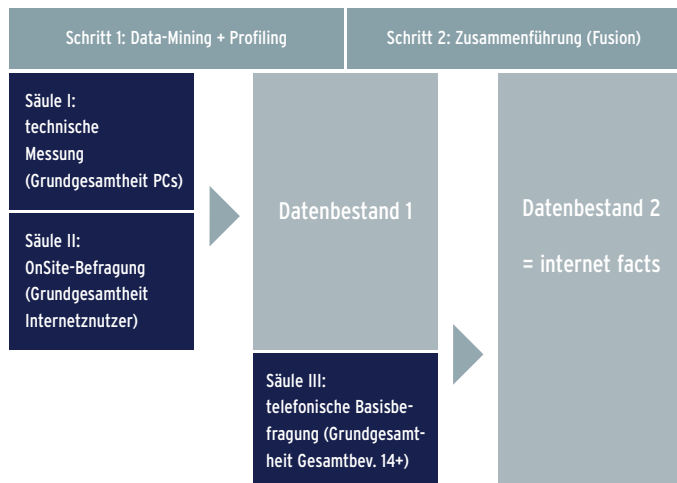 Schritt 1: Data-Mining + Profiling
Schritt 2: Zusammenführung (Fusion)
Säule I:
technische
Messung
(Grundgesamtheit PCs)
Säule II:
OnSite-Befragung
(Grundgesamtheit
Internetznutzer)
Datenbestand 1
Säule III:
telefonische Basisbe-
fragung (Grundgesamt-
heit Gesamtbev. 14+)
Datenbestand 2
= internet facts